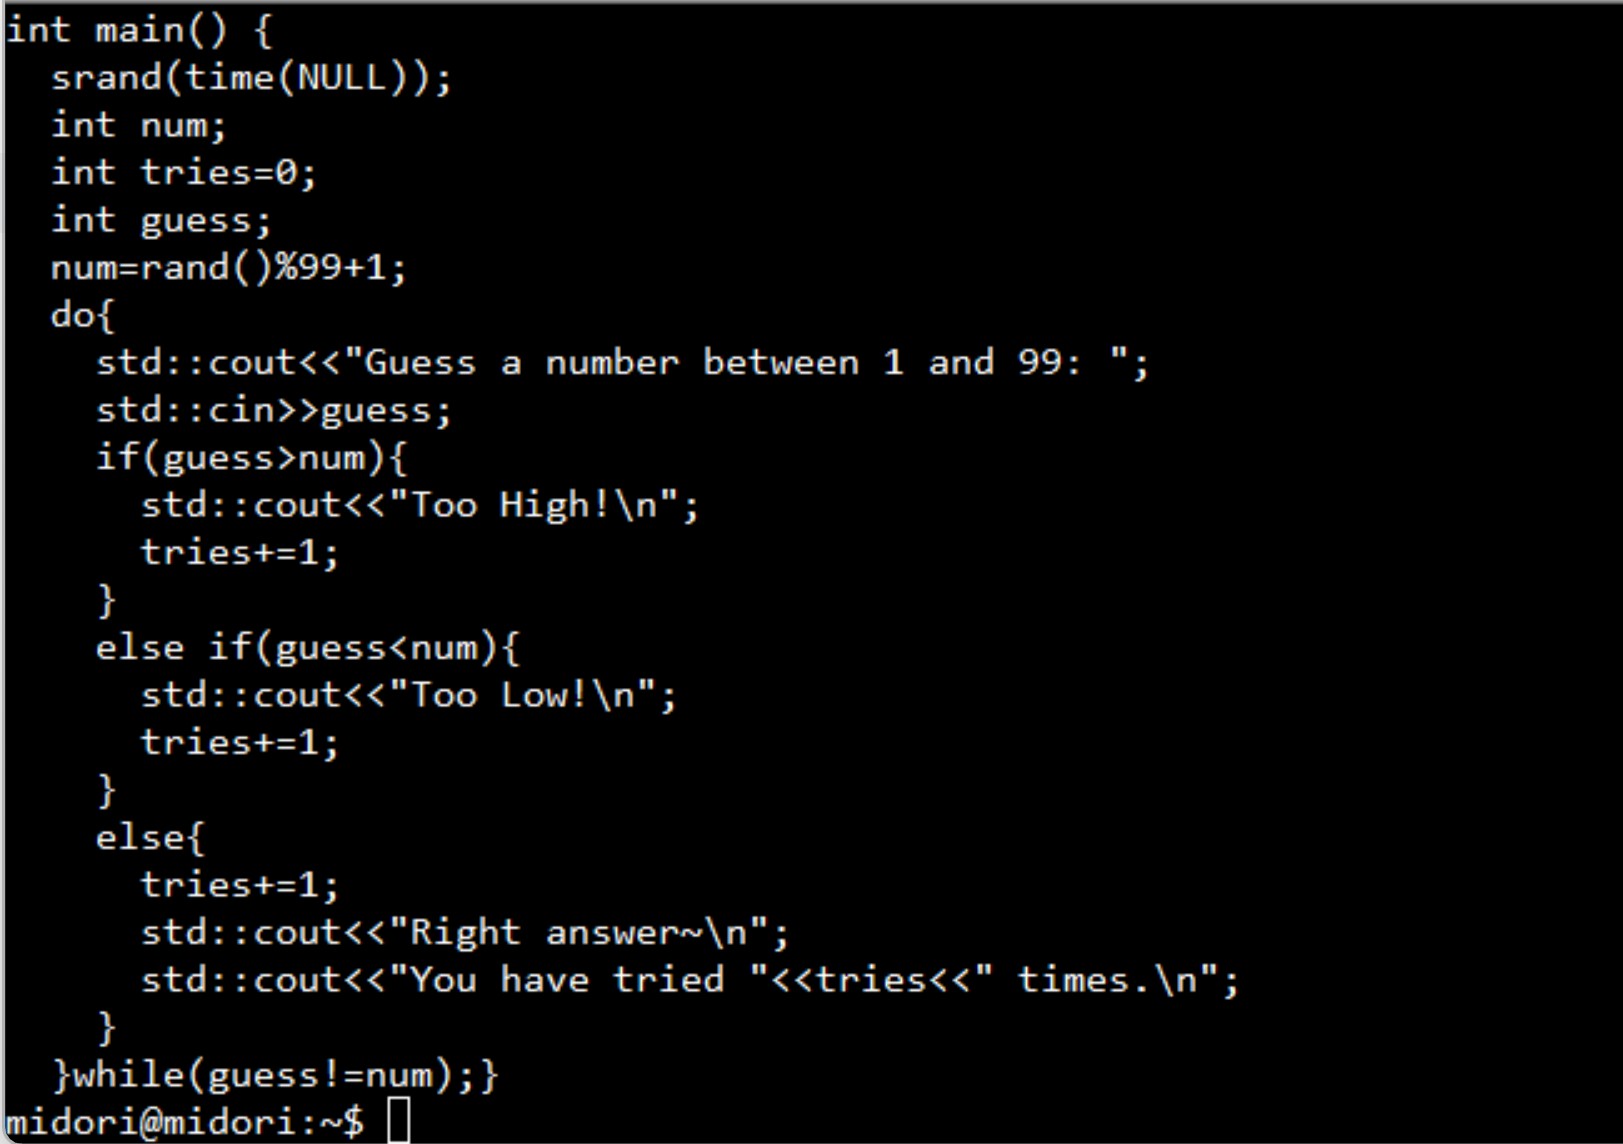 int main() {
  srand(time(NULL));
  int num;
  int tries=0;
  int guess;
  num=rand()%99+1;
  do{
    std::cout<<"Guess a number between 1 and 99: ";
    std::cin>>guess;
    if(guess>num){
      std::cout<<"Too High!\n";
      tries+=1;
    }
    else if(guess<num){
      std::cout<<"Too Low!\n";
      tries+=1;
    }
    else{
      tries+=1;
      std::cout<<"Right answer~\n";
      std::cout<<"You have tried "<<tries<<" times.\n";
    }
  }while(guess!=num);}
midori@midori:~$